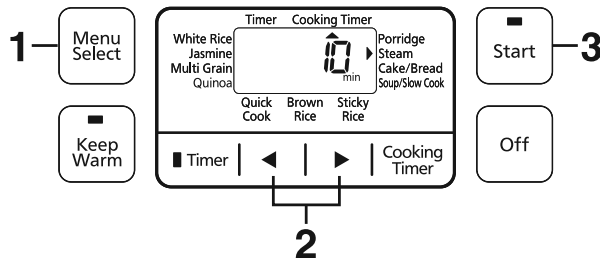 Timer Cooking Timer
White Rice
Jasmine
Multi Grain
Quinoa
10
min
Porridge
Steam
Cake/Bread
Soup/Slow Cook
Quick
Cook
Brown
Rice
Sticky
Rice
1
Menu
Select
Start
3
Keep
Warm
Timer
Cooking
Timer
Off
2